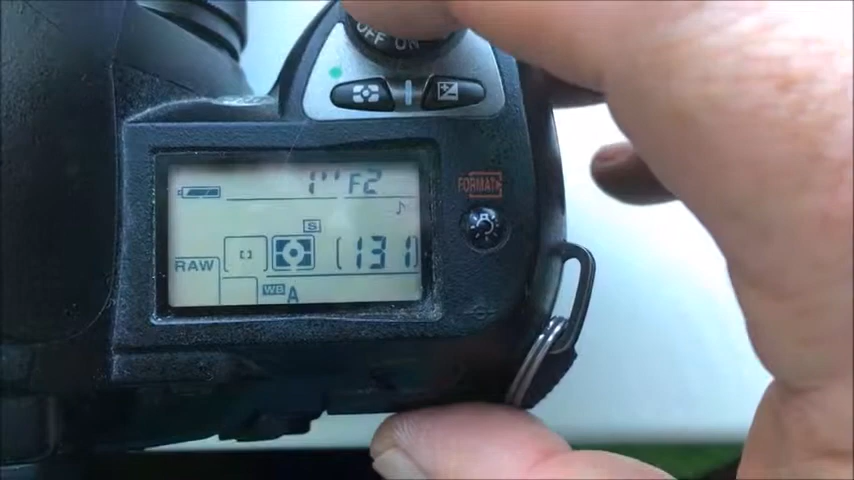 OFF ON
1"" F2
FORMAT
S
RAW [131]
WB A